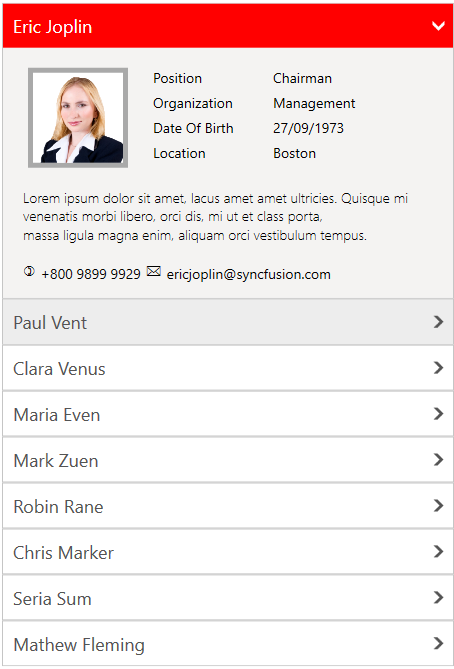 Eric Joplin
Position Chairman
Organization Management
Date Of Birth 27/09/1973
Location Boston
Lorem ipsum dolor sit amet, lacus amet amet ultricies. Quisque mi
venenatis morbi libero, orci dis, mi ut et class porta,
massa ligula magna enim, aliquam orci vestibulum tempus.
+800 9899 9929 ericjoplin@syncfusion.com
Paul Vent
Clara Venus
Maria Even
Mark Zuen
Robin Rane
Chris Marker
Seria Sum
Mathew Fleming